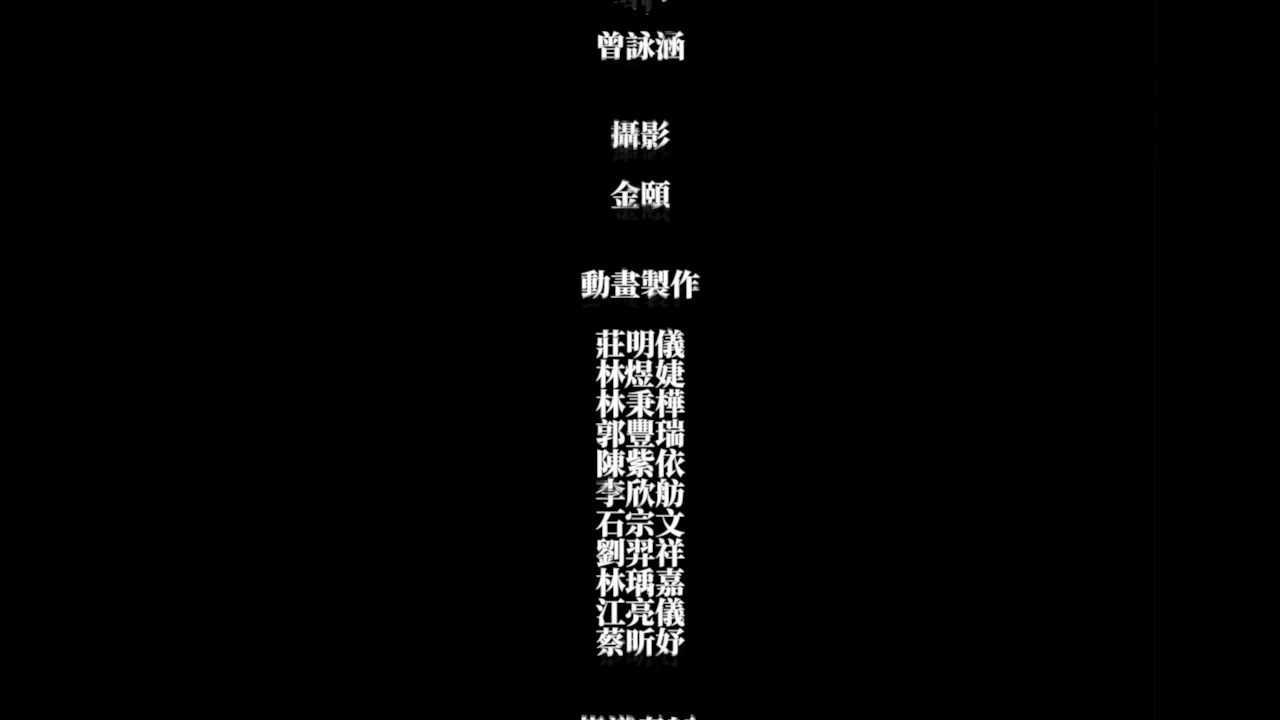 曾詠涵
攝影
金頤
動畫製作
莊明儀
林煜婕
林秉樺
郭豐瑞
陳紫依
李欣舫
石宗文
劉羿祥
林瑀嘉
江亮儀
蔡昕妤